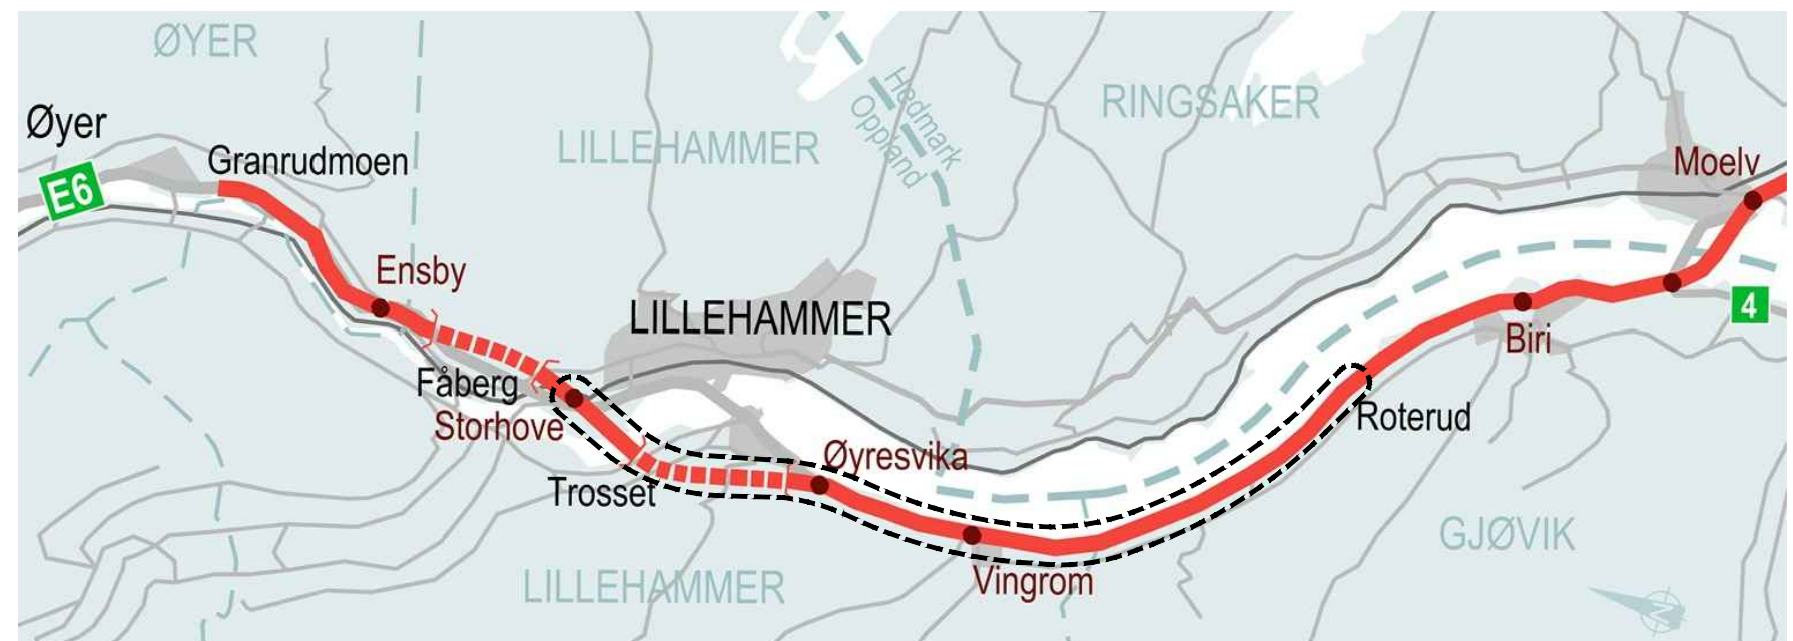 ØYER
Øyer
E6
Granrudmoen
LILLEHAMMER
Hedmark
Oppland
RINGSAKER
Moelv
Ensby
LILLEHAMMER
4
Biri
Fåberg
Storhove
Øyresvika
Roterud
Trosset
GJØVIK
LILLEHAMMER
Vingrom
N